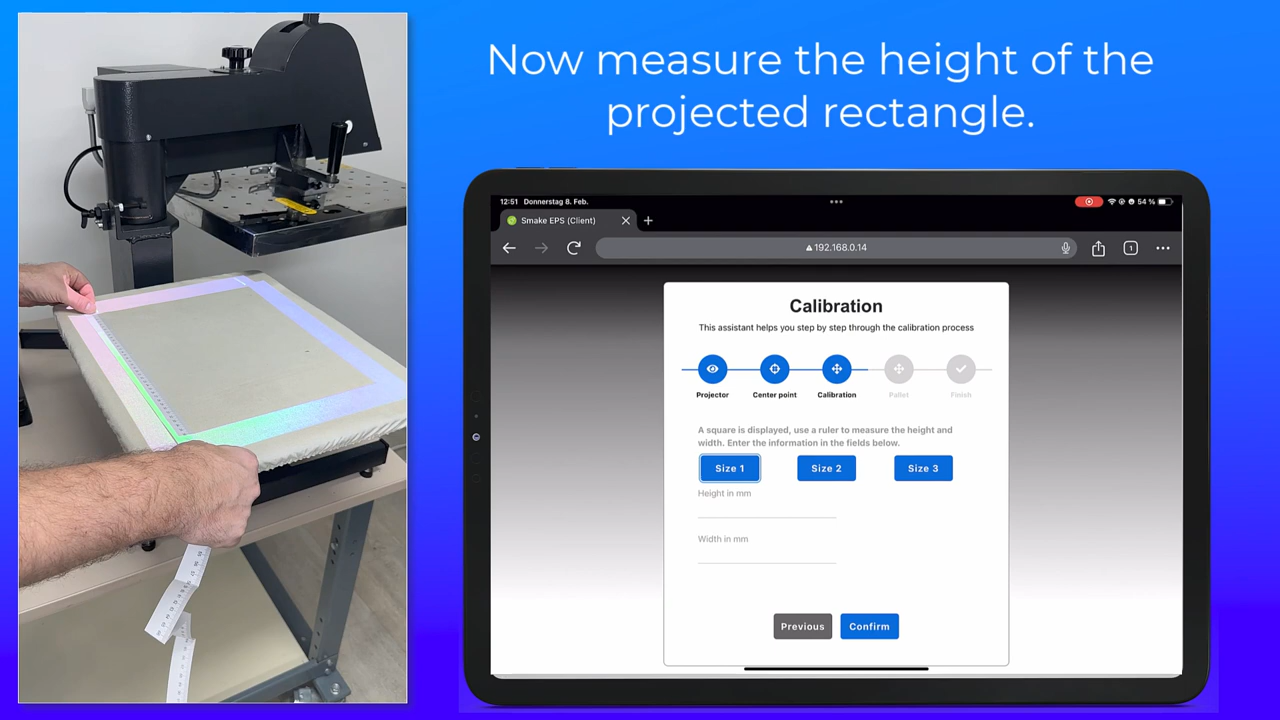 Now measure the height of the
projected rectangle.
12:51 Donnerstag 8. Feb.
54 %
Smake EPS (Client)
192.168.0.14
1
Calibration
This assistant helps you step by step through the calibration process
Projector
Center point
Calibration
Pallet
Finish
A square is displayed, use a ruler to measure the height and
width. Enter the information in the fields below.
Size 1
Size 2
Size 3
Height in mm
Width in mm
Previous
Confirm